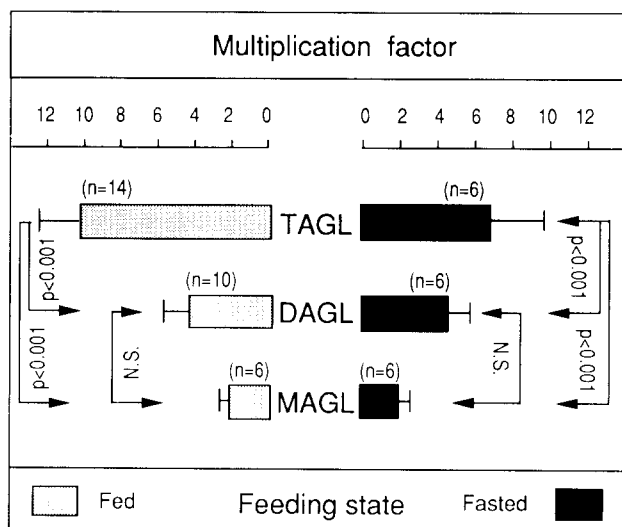 Multiplication factor
12 10 8 6 4 2 0 0 2 4 6 8 10 12
(n=14) (n=6)
TAGL
p<0.001 p<0.001
(n=10) (n=6)
DAGL
p<0.001 N.S. N.S. p<0.001
(n=6) (n=6)
MAGL
Fed Feeding state Fasted